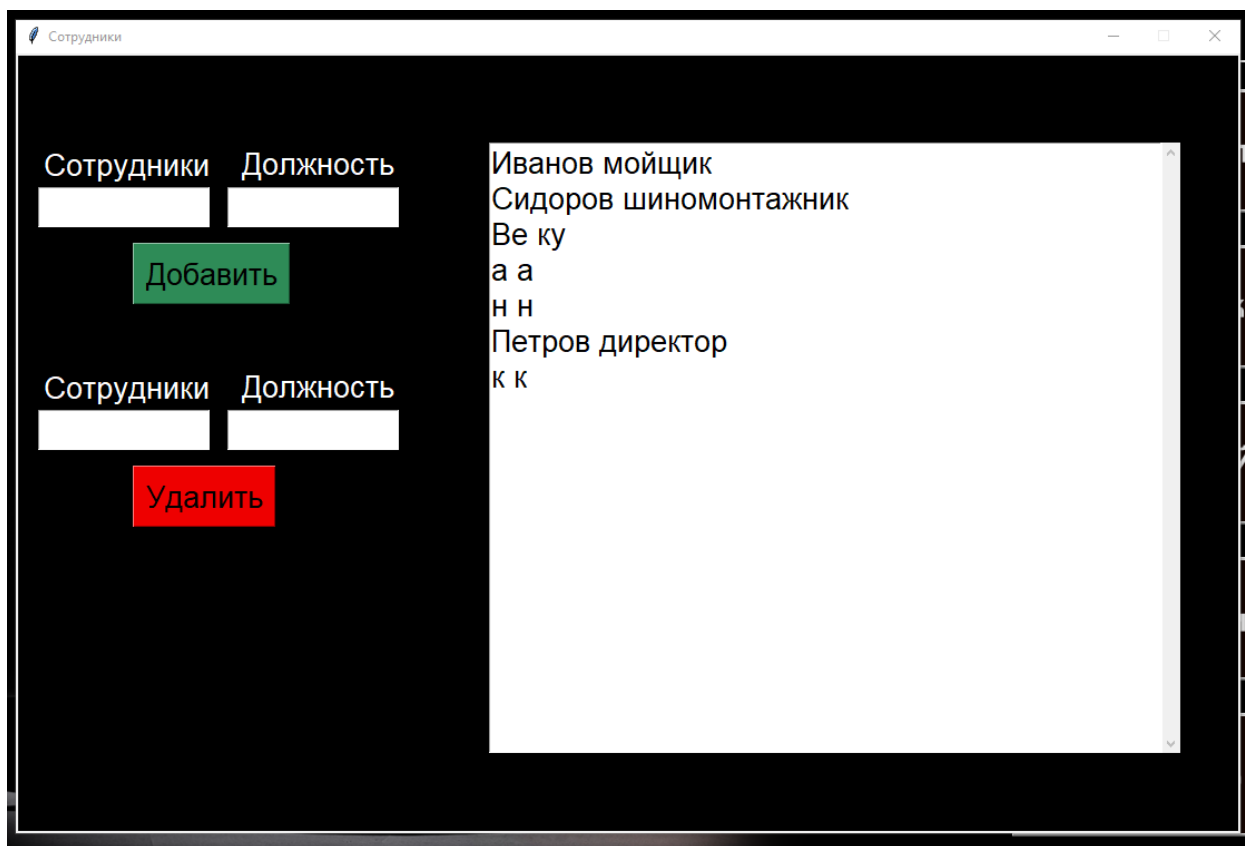 Сотрудники
Сотрудники Должность
Добавить
Сотрудники Должность
Удалить
Иванов мойщик
Сидоров шиномонтажник
Ве ку
а а
н н
Петров директор
к к